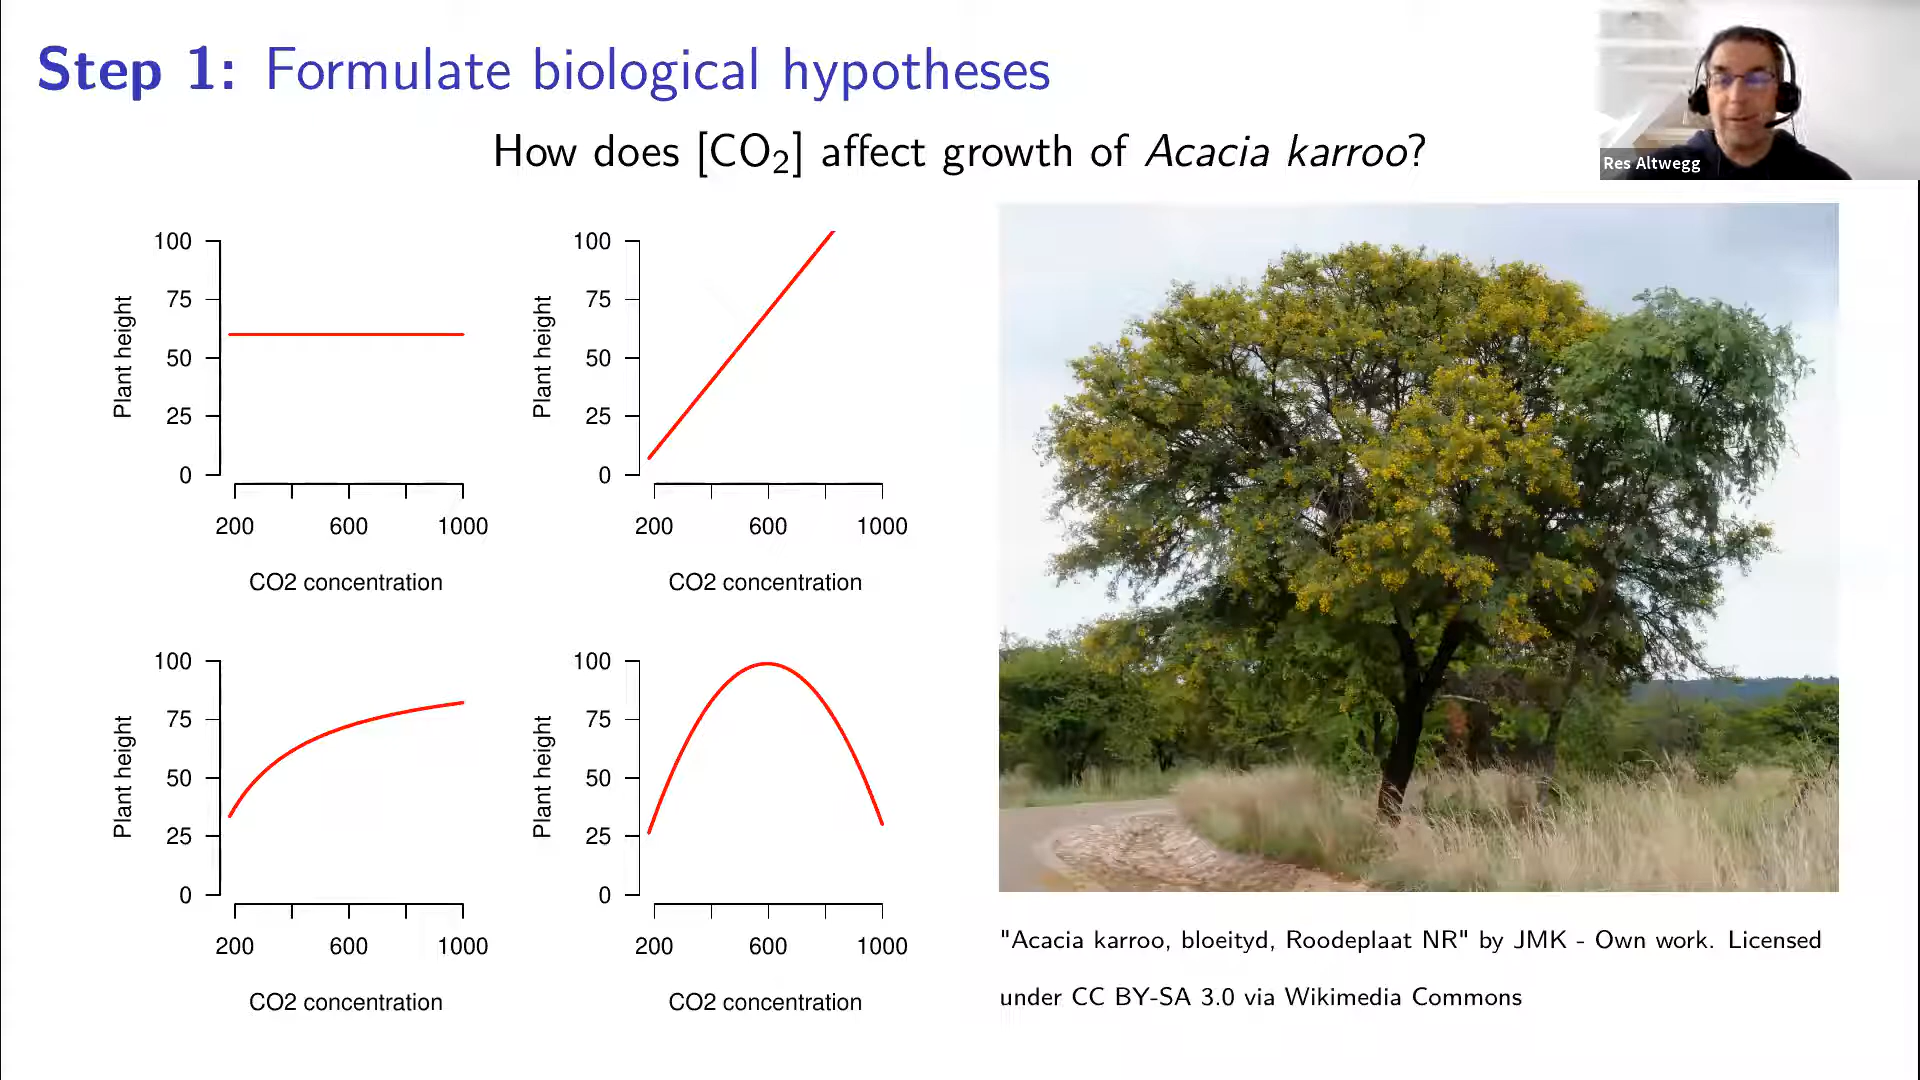 Step 1: Formulate biological hypotheses
How does [CO₂] affect growth of Acacia karroo?
Res Altwegg
100
75
50
25
0
Plant height
200 600 1000
CO2 concentration
100
75
50
25
0
Plant height
200 600 1000
CO2 concentration
100
75
50
25
0
Plant height
200 600 1000
CO2 concentration
100
75
50
25
0
Plant height
200 600 1000
CO2 concentration
"Acacia karroo, bloeityd, Roodeplaat NR" by JMK - Own work. Licensed
under CC BY-SA 3.0 via Wikimedia Commons